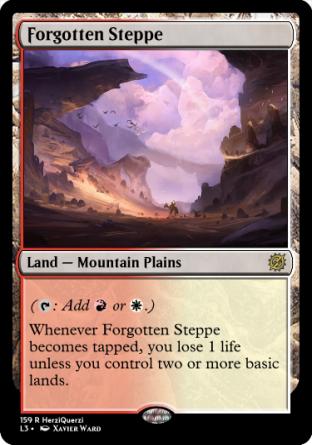 Forgotten Steppe
Land — Mountain Plains
(: Add or .)
Whenever Forgotten Steppe
becomes tapped, you lose 1 life
unless you control two or more basic
lands.
159 R HerziQuerzi
L3 • Xavier Ward